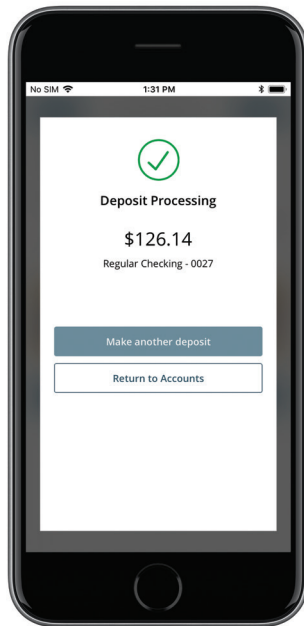 No SIM 1:31 PM
Deposit Processing
$126.14
Regular Checking - 0027
Make another deposit
Return to Accounts